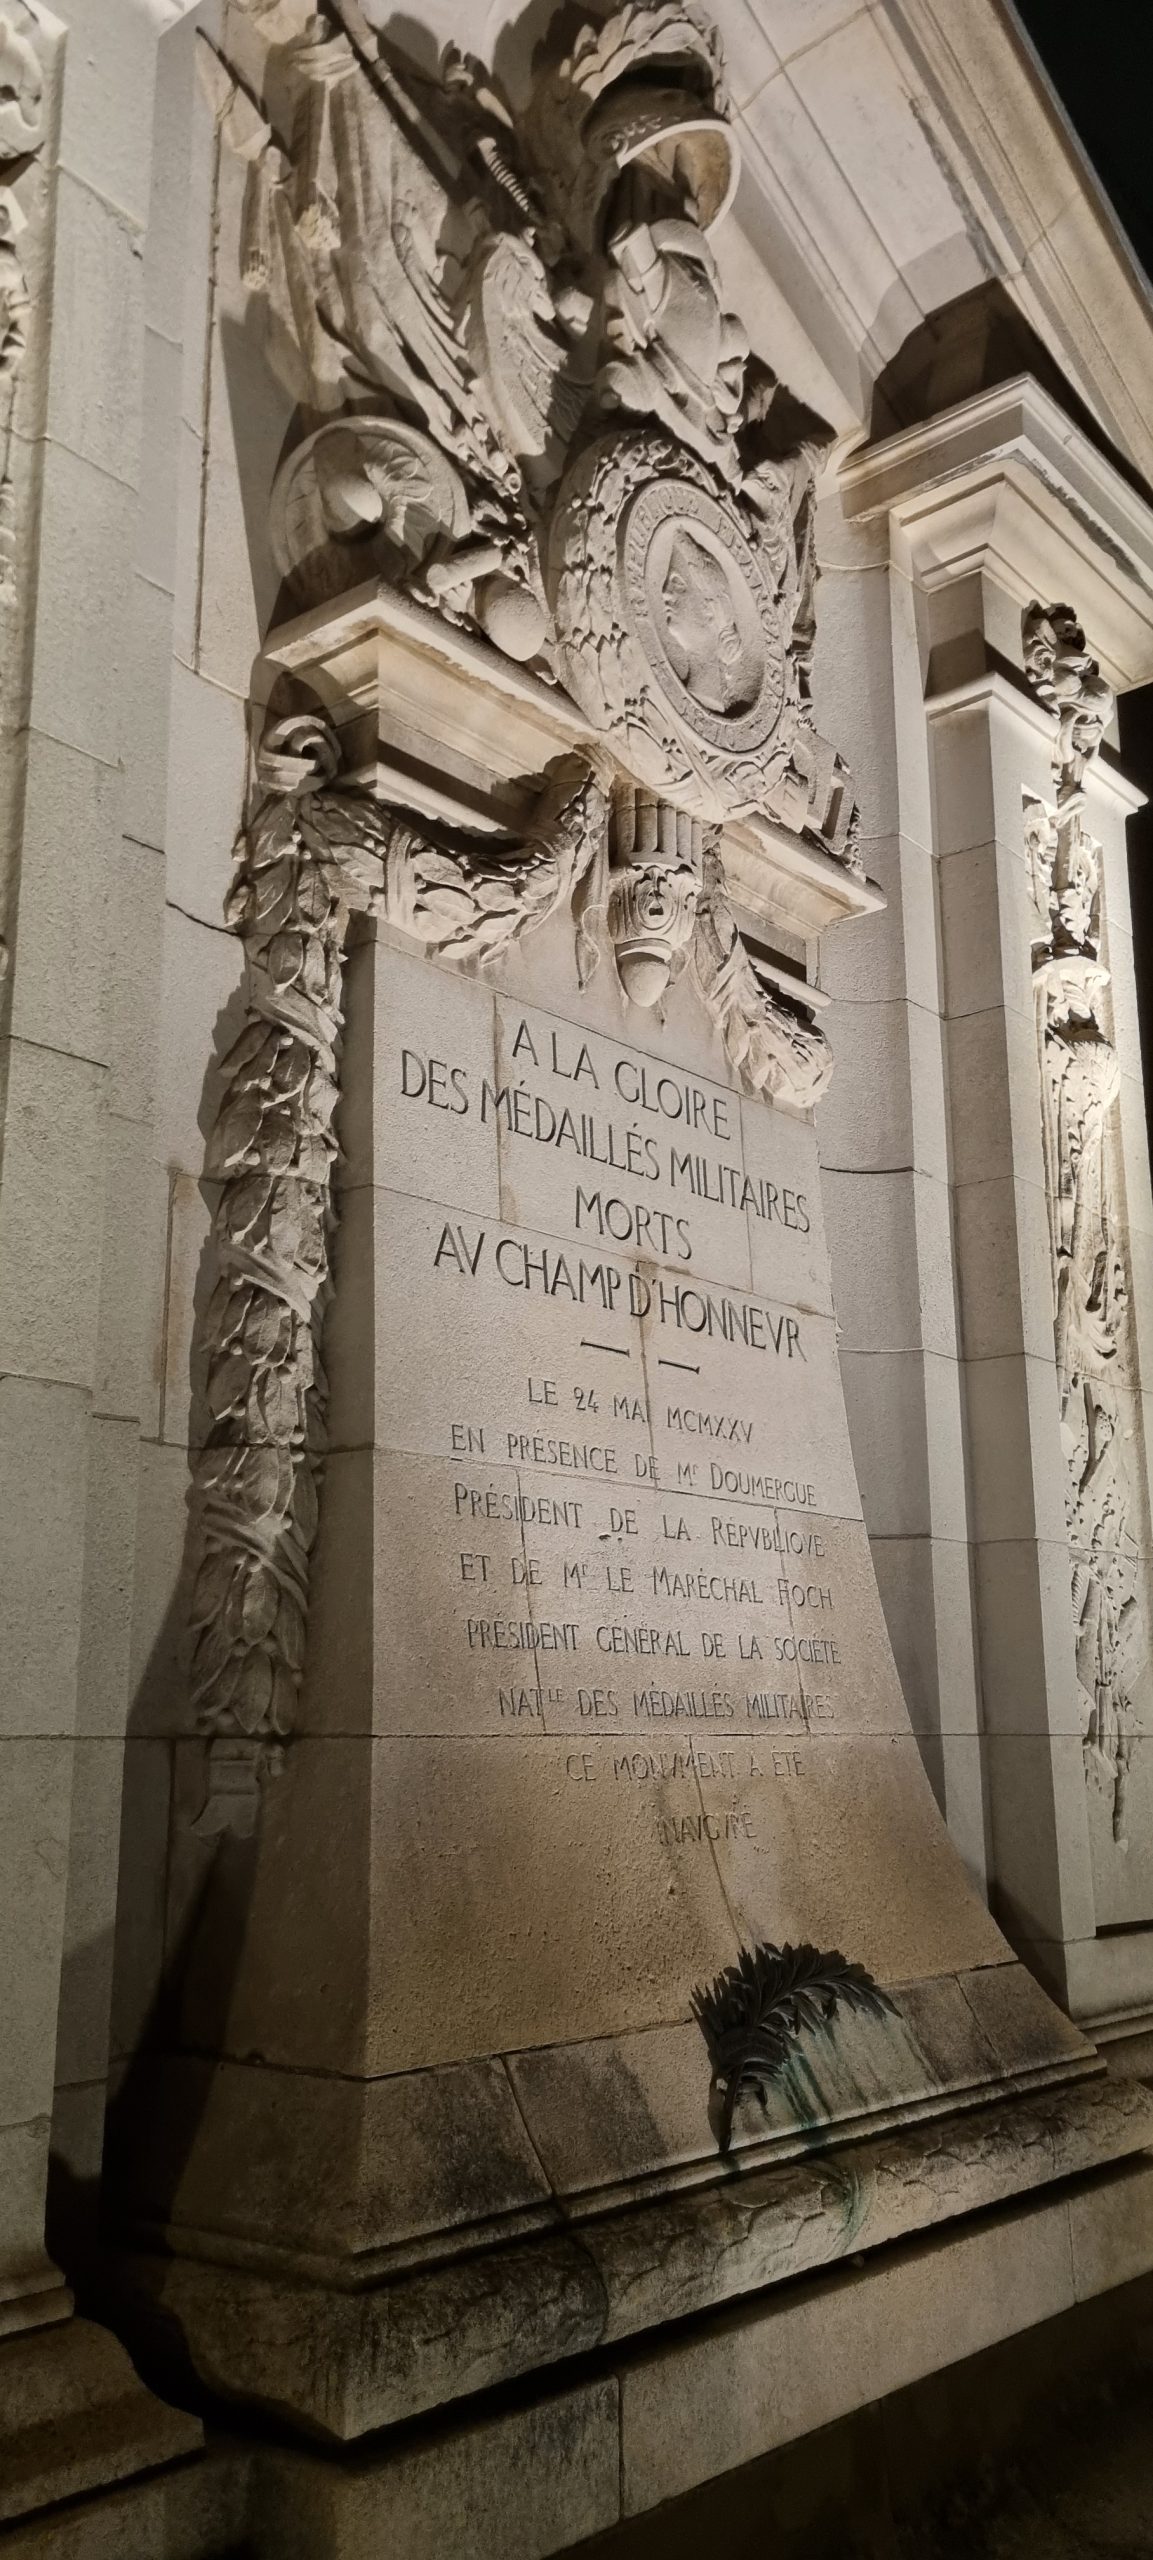 A LA GLOIRE
DES MÉDAILLÉS MILITAIRES
MORTS
AV CHAMP D'HONNEVR
LE 24 MAI MCMXXV
EN PRÉSENCE DE Mr DOUMERGUE
PRÉSIDENT DE LA RÉPVBLIQVE
ET DE Mr LE MARÉCHAL FOCH
PRÉSIDENT GÉNÉRAL DE LA SOCIÉTÉ
NATLE DES MÉDAILLÉS MILITAIRES
CE MONUMENT A ÉTÉ
INAVGVRÉ